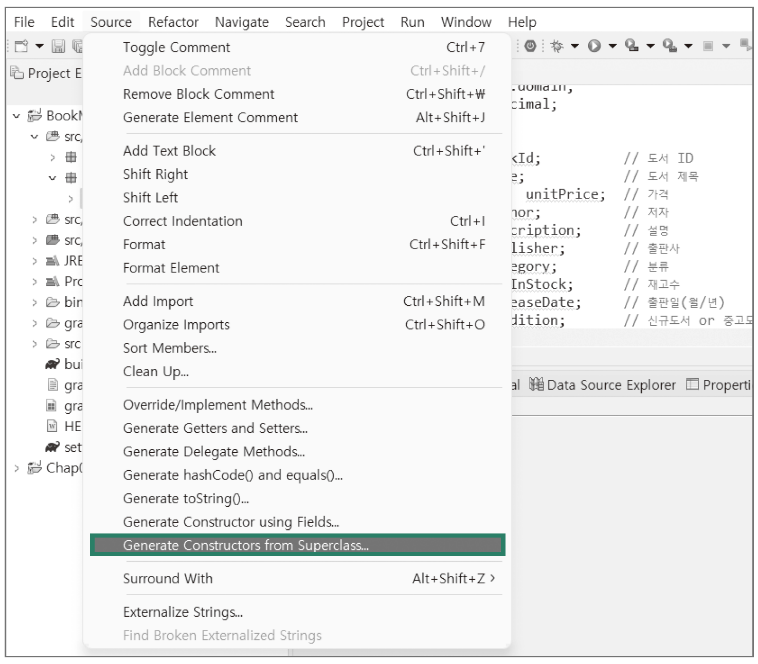 File Edit Source Refactor Navigate Search Project Run Window Help
Project E
BookM
src/
src/
src/
JRE
Pro
bin
gra
src
bui
gra
gra
HE
set
Chap0
Toggle Comment Ctrl+7
Add Block Comment Ctrl+Shift+/
Remove Block Comment Ctrl+Shift+₩
Generate Element Comment Alt+Shift+J
Add Text Block Ctrl+Shift+'
Shift Right
Shift Left
Correct Indentation Ctrl+I
Format Ctrl+Shift+F
Format Element
Add Import Ctrl+Shift+M
Organize Imports Ctrl+Shift+O
Sort Members...
Clean Up...
Override/Implement Methods...
Generate Getters and Setters...
Generate Delegate Methods...
Generate hashCode() and equals()...
Generate toString()...
Generate Constructor using Fields...
Generate Constructors from Superclass...
Surround With Alt+Shift+Z >
Externalize Strings...
Find Broken Externalized Strings
.domain;
cimal;
kId; // 도서 ID
e; // 도서 제목
unitPrice; // 가격
hor; // 저자
cription; // 설명
lisher; // 출판사
egory; // 분류
InStock; // 재고수
easeDate; // 출판일(월/년)
dition; // 신규도서 or 중고도
al Data Source Explorer Properti